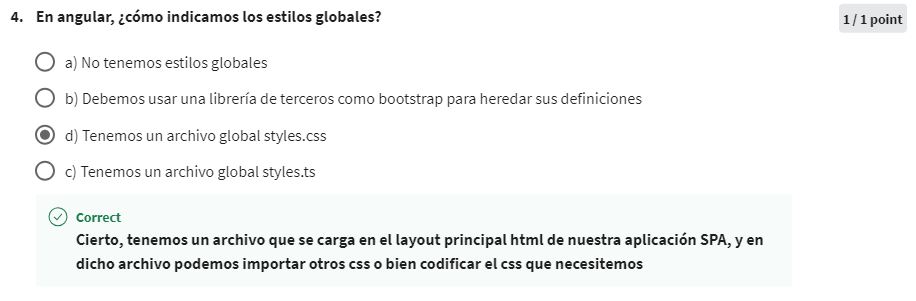 4. En angular, ¿cómo indicamos los estilos globales?
1 / 1 point
a) No tenemos estilos globales
b) Debemos usar una librería de terceros como bootstrap para heredar sus definiciones
d) Tenemos un archivo global styles.css
c) Tenemos un archivo global styles.ts
Correct
Cierto, tenemos un archivo que se carga en el layout principal html de nuestra aplicación SPA, y en
dicho archivo podemos importar otros css o bien codificar el css que necesitemos